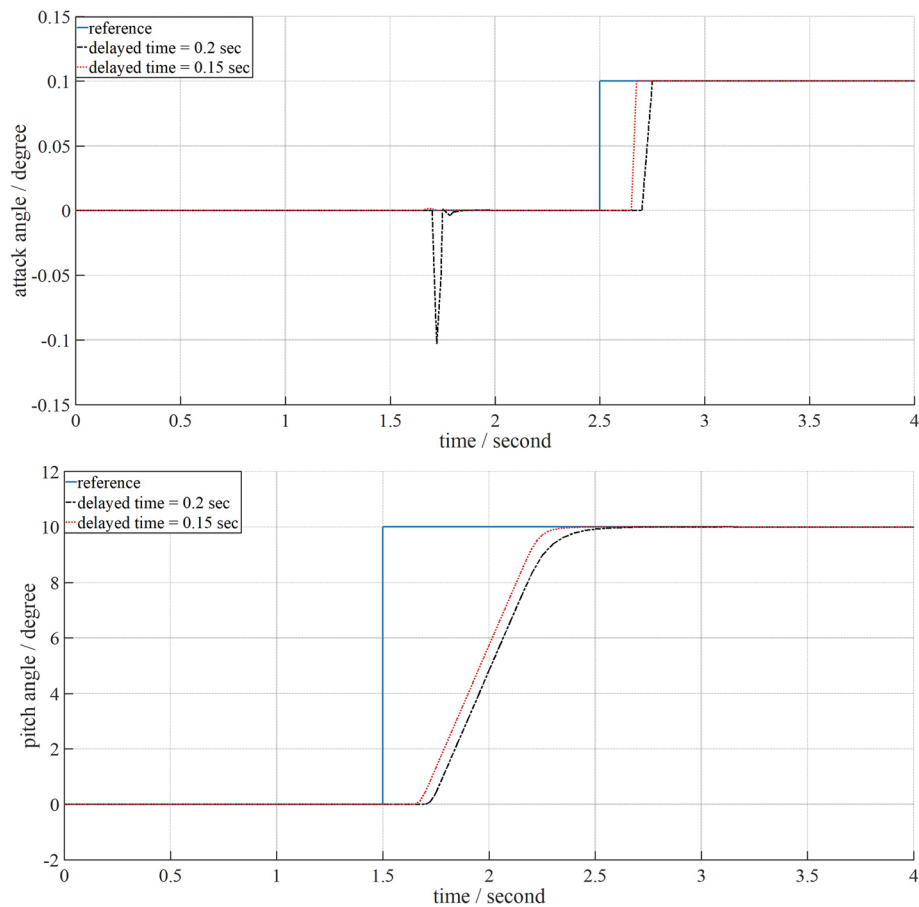 0.15
reference
delayed time = 0.2 sec
delayed time = 0.15 sec
0.1
0.05
0
-0.05
-0.1
-0.15
attack angle / degree
0 0.5 1 1.5 2 2.5 3 3.5 4
time / second
12
reference
delayed time = 0.2 sec
delayed time = 0.15 sec
10
8
6
4
2
0
-2
pitch angle / degree
0 0.5 1 1.5 2 2.5 3 3.5 4
time / second